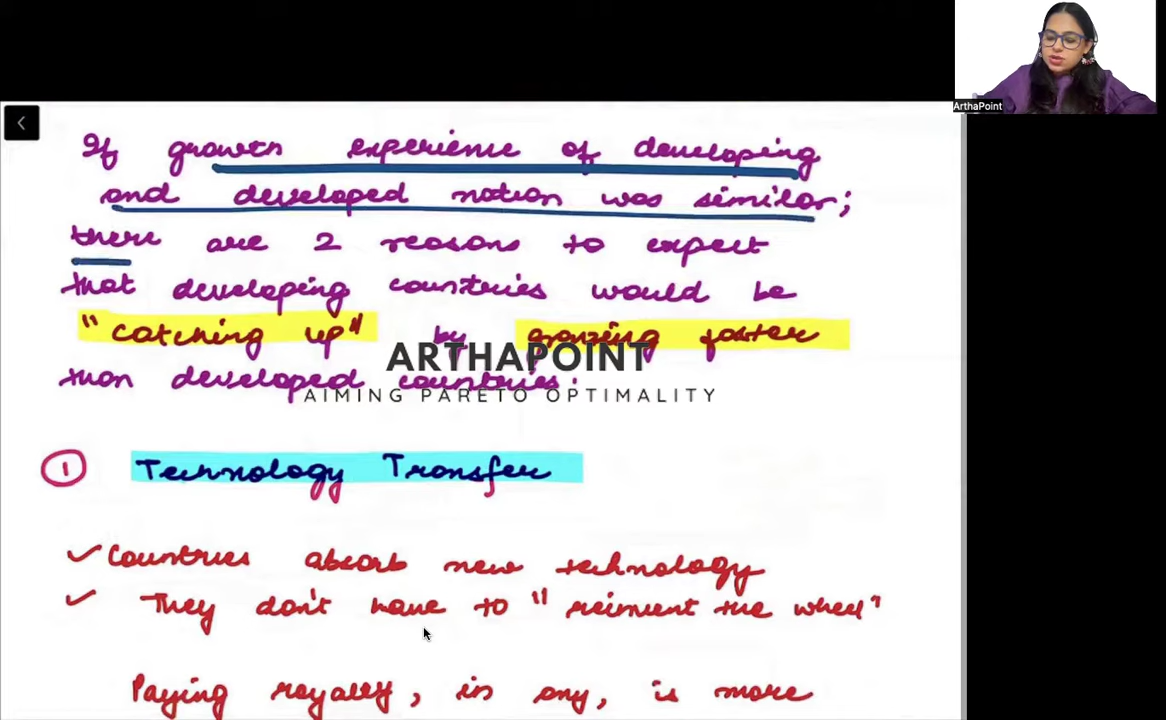 ArthaPoint
If growth experience of developing
and developed nation was similar;
there are 2 reasons to expect
that developing countries would be
"catching up" by growing faster
than developed countries.
ARTHAPOINT
AIMING PARETO OPTIMALITY
1 Technology Transfer
✓ Countries absorb new technology
✓ They don't have to "reinvent the wheel"
Paying royalty, in any, is more